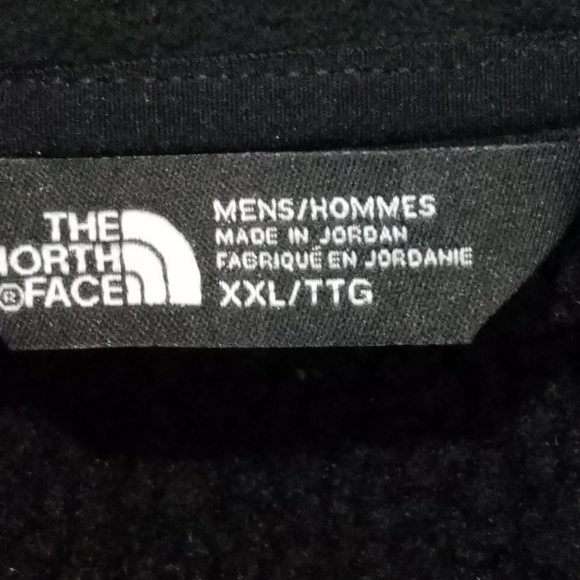 THE
NORTH
®FACE
MENS/HOMMES
MADE IN JORDAN
FABRIQUÉ EN JORDANIE
XXL/TTG